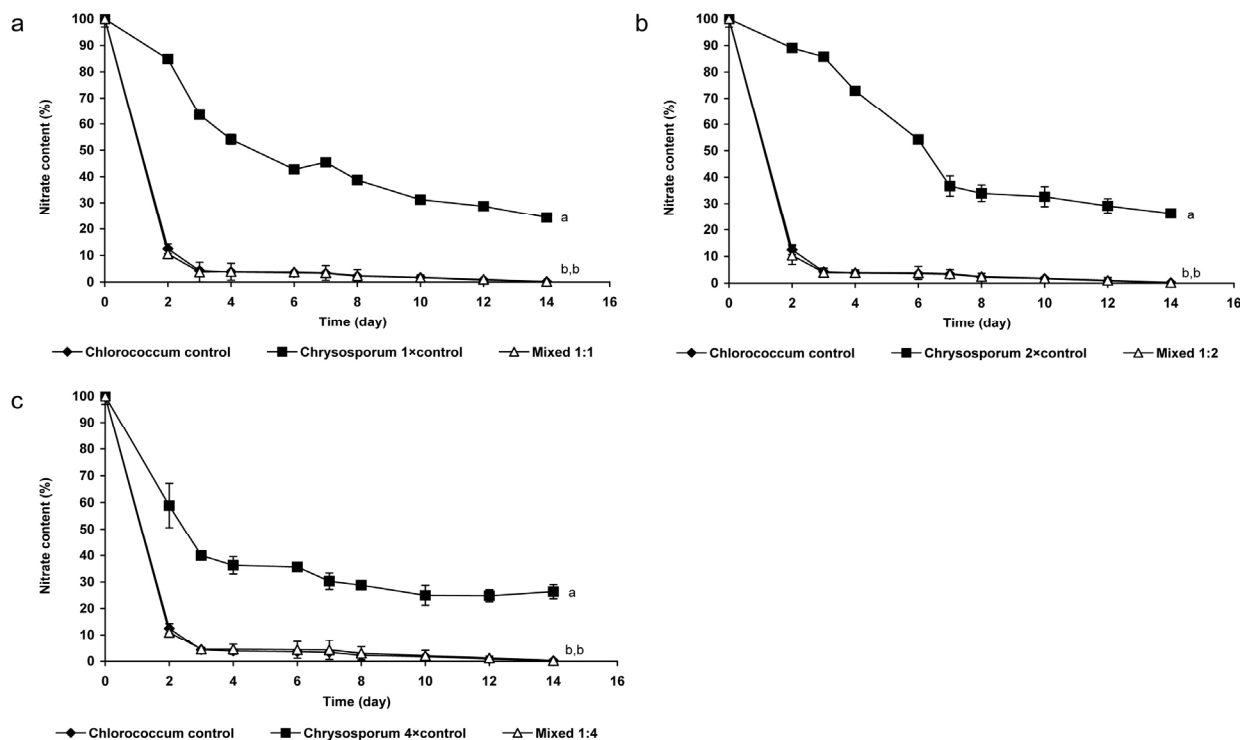 a
100
90
80
70
60
50
40
30
20
10
0
Nitrate content (%)
a
b,b
0 2 4 6 8 10 12 14 16
Time (day)
Chlorococcum control Chrysosporum 1×control Mixed 1:1
b
100
90
80
70
60
50
40
30
20
10
0
Nitrate content (%)
a
b,b
0 2 4 6 8 10 12 14 16
Time (day)
Chlorococcum control Chrysosporum 2×control Mixed 1:2
c
100
90
80
70
60
50
40
30
20
10
0
Nitrate content (%)
a
b,b
0 2 4 6 8 10 12 14 16
Time (day)
Chlorococcum control Chrysosporum 4×control Mixed 1:4